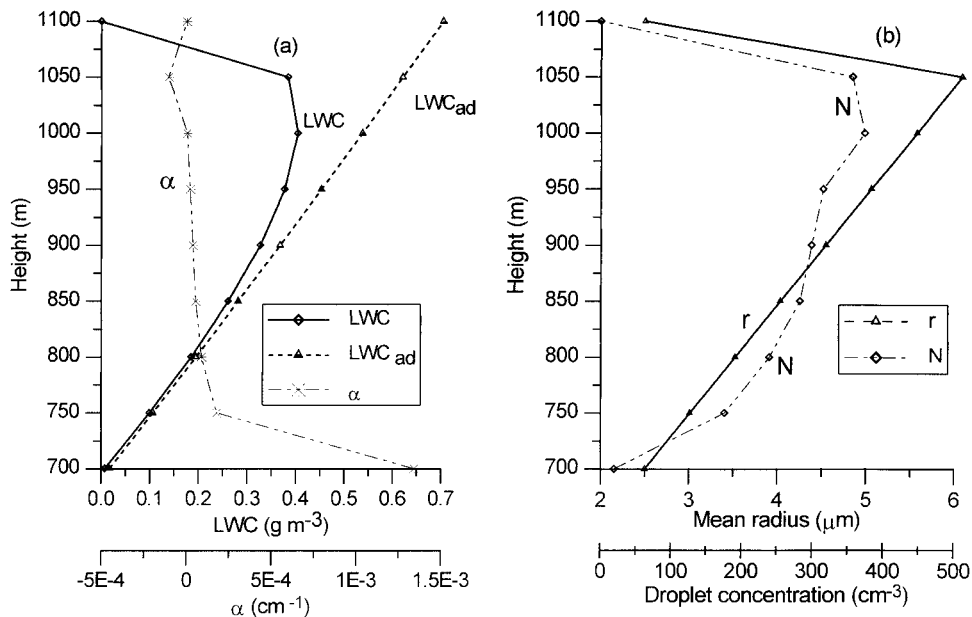 1100
1050
1000
950
900
850
800
750
700
Height (m)
(a)
LWC
LWCad
α
LWC
LWC ad
α
0.0 0.1 0.2 0.3 0.4 0.5 0.6 0.7
LWC (g m-3)
-5E-4 0 5E-4 1E-3 1.5E-3
α (cm-1)
1100
1050
1000
950
900
850
800
750
700
Height (m)
(b)
N
r
N
r
N
2 3 4 5 6
Mean radius (μm)
0 100 200 300 400 500
Droplet concentration (cm-3)